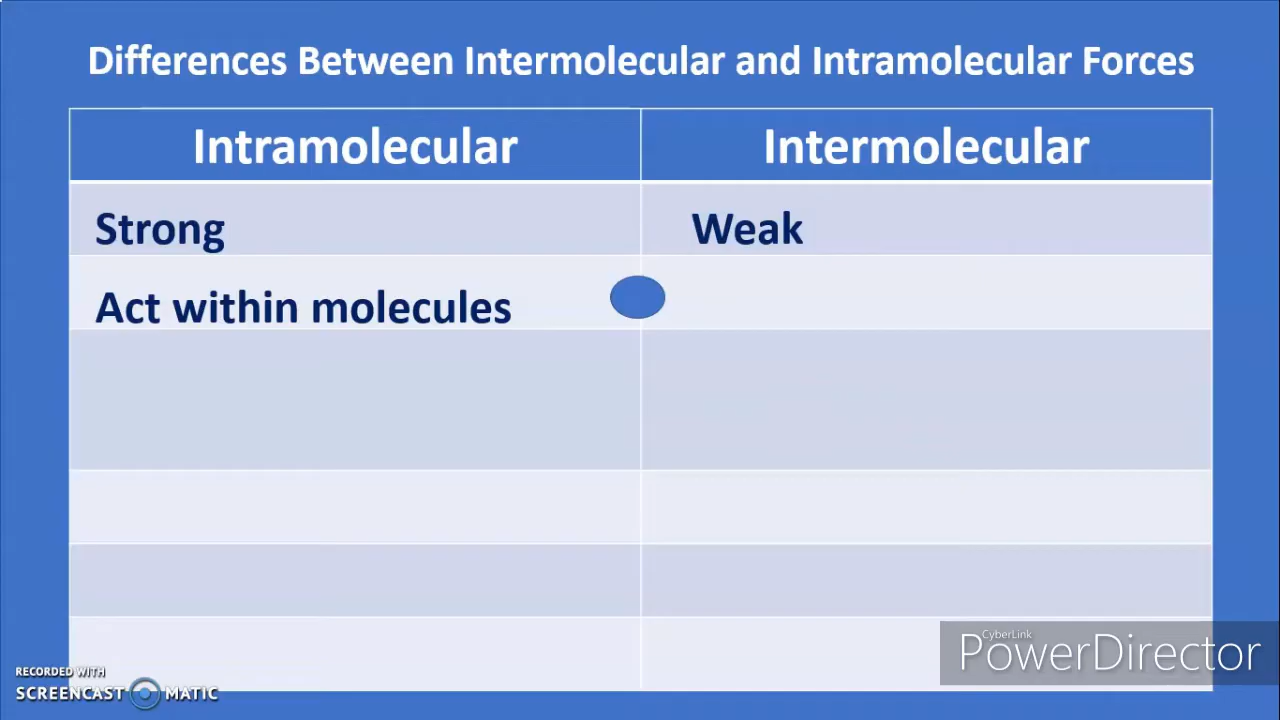 Differences Between Intermolecular and Intramolecular Forces
Intramolecular Intermolecular
Strong Weak
Act within molecules
CyberLink
PowerDirector
RECORDED WITH
SCREENCAST MATIC